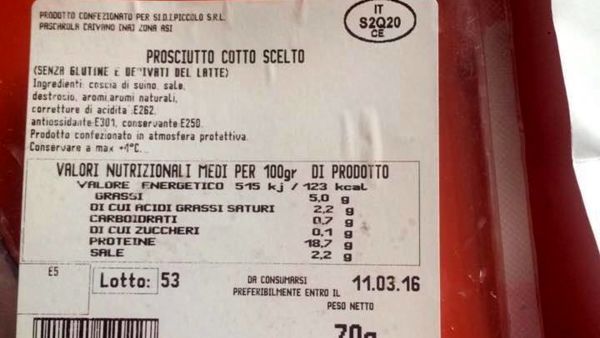 PRODOTTO CONFEZIONATO PER SI.DI.PICCOLO S.R.L.
PASCAROLA CAIVANO (NA) ZONA ASI
IT
S2Q20
CE
PROSCIUTTO COTTO SCELTO
(SENZA GLUTINE E DERIVATI DEL LATTE)
Ingredienti: coscia di suino, sale,
destrosio, aromi,aromi naturali,
correttore di acidita :E262,
antiossidante:E301, conservante:E250.
Prodotto confezionato in atmosfera protettiva.
Conservare a max +4°C.
VALORI NUTRIZIONALI MEDI PER 100gr DI PRODOTTO
VALORE ENERGETICO 515 kj / 123 kcal
GRASSI 5,0 g
DI CUI ACIDI GRASSI SATURI 2,2 g
CARBOIDRATI 0,7 g
DI CUI ZUCCHERI 0,1 g
PROTEINE 18,7 g
SALE 2,2 g
E5
Lotto: 53
DA CONSUMARSI
PREFERIBILMENTE ENTRO IL 11.03.16
PESO NETTO
70g